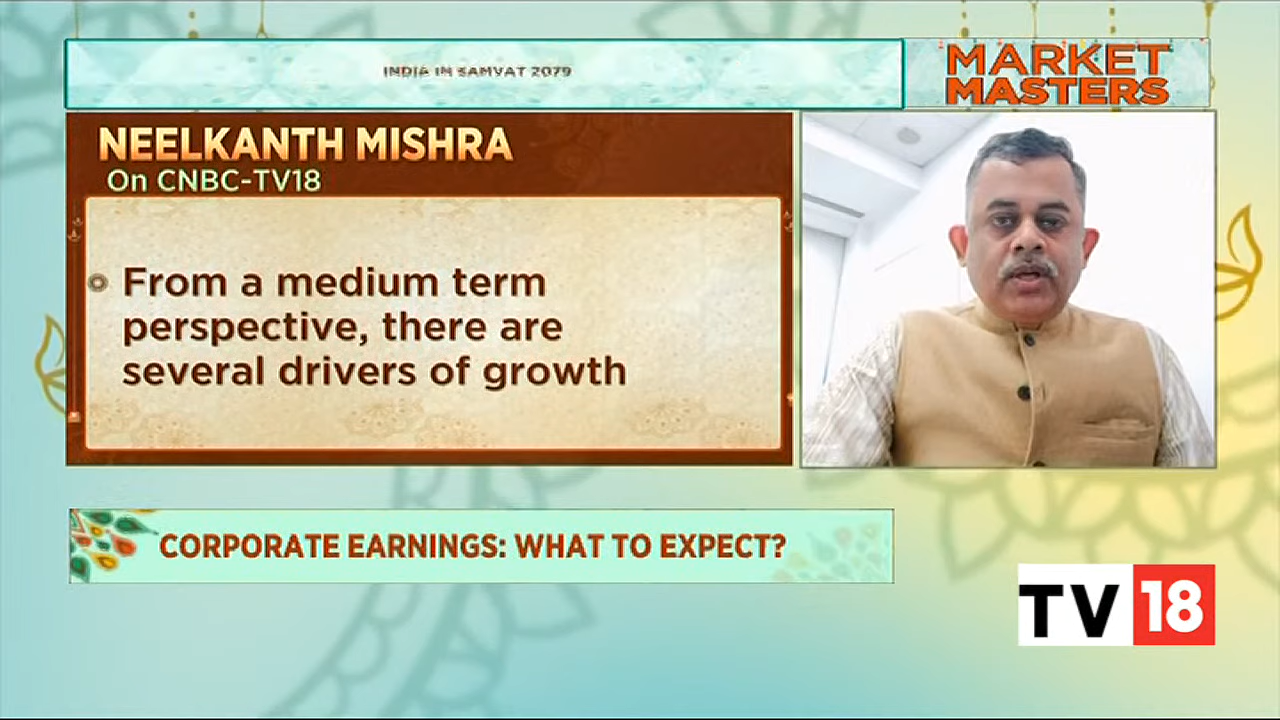 INDIA IN SAMVAT 2079
MARKET
MASTERS
NEELKANTH MISHRA
On CNBC-TV18
From a medium term
perspective, there are
several drivers of growth
CORPORATE EARNINGS: WHAT TO EXPECT?
TV18